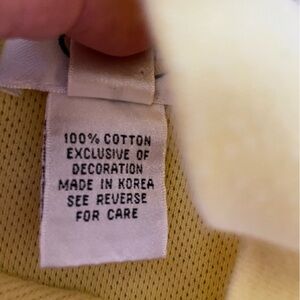 100% COTTON
EXCLUSIVE OF
DECORATION
MADE IN KOREA
SEE REVERSE
FOR CARE